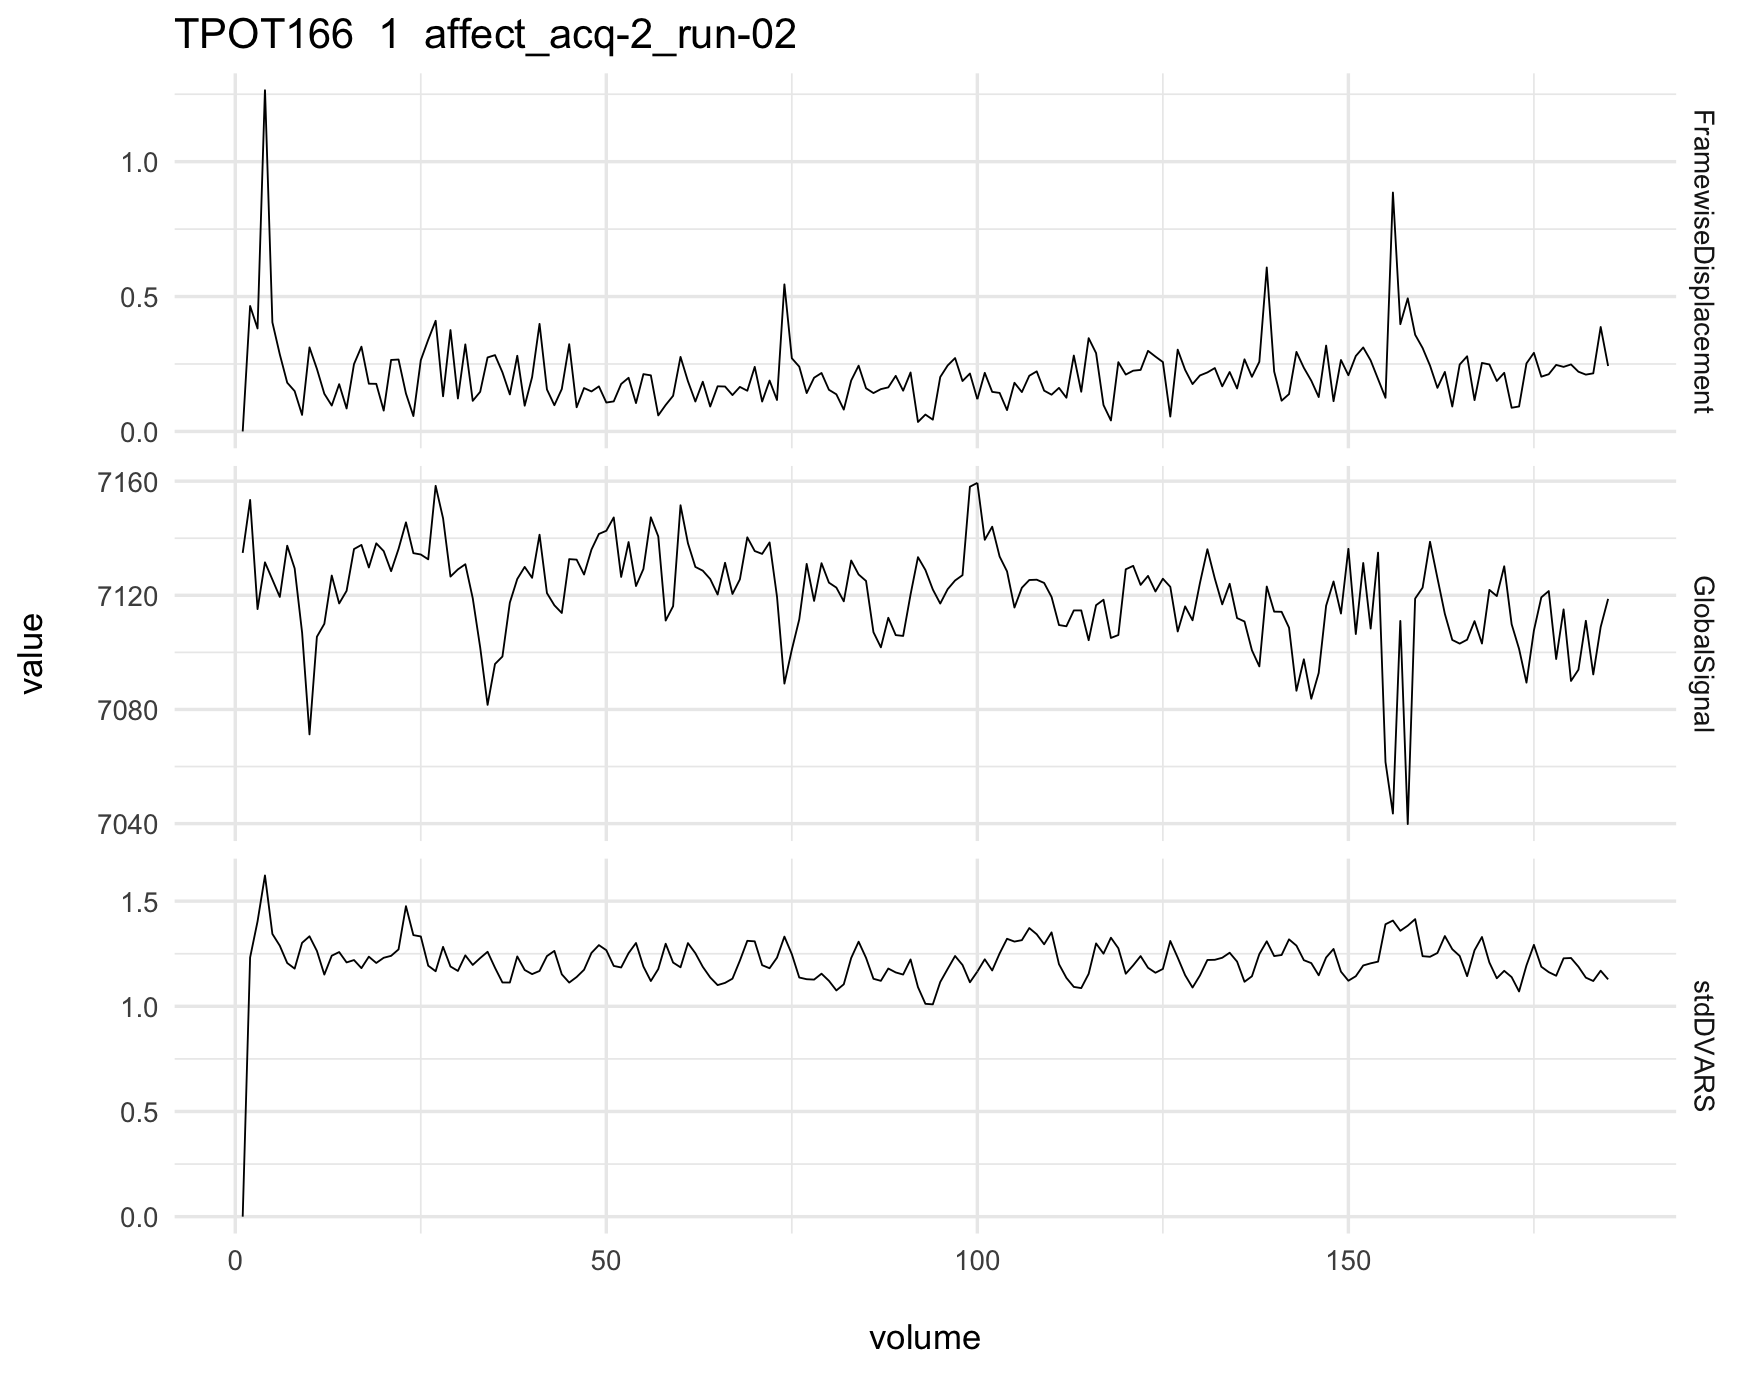 TPOT166 1 affect_acq-2_run-02
1.0
0.5
0.0
FramewiseDisplacement
7160
7120
7080
7040
GlobalSignal
1.5
1.0
0.5
0.0
stdDVARS
value
0 50 100 150
volume